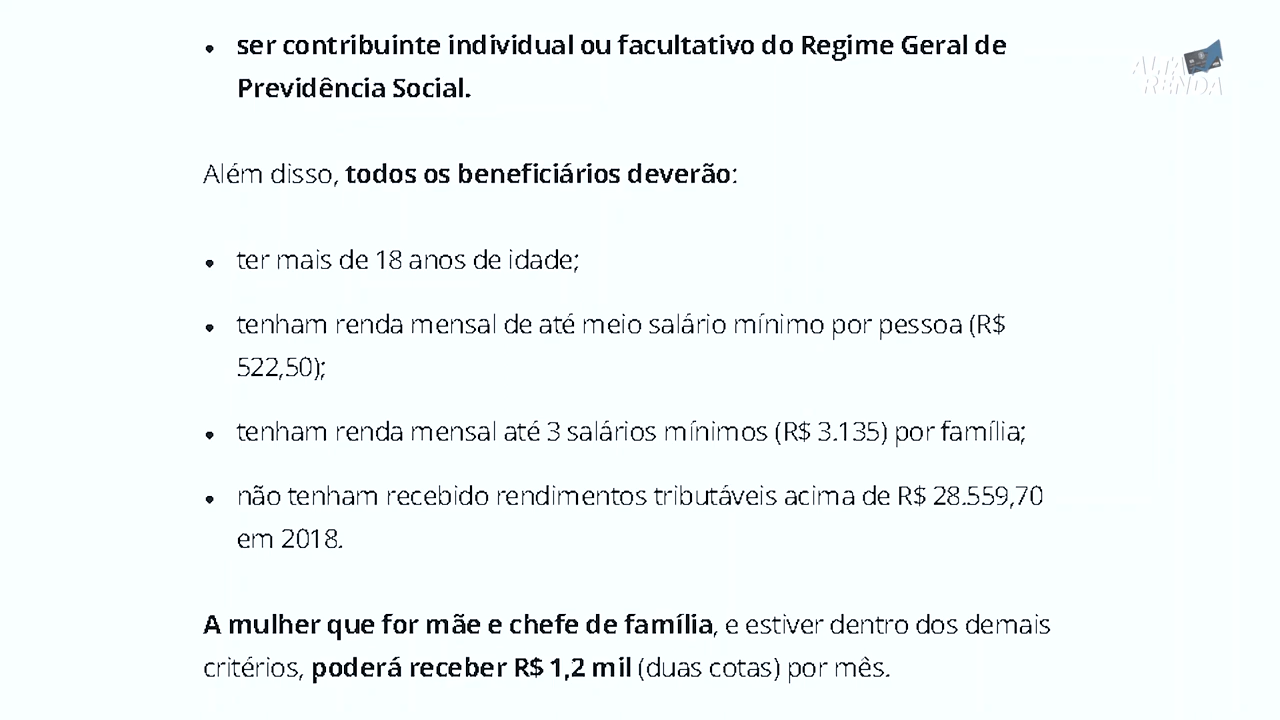 • ser contribuinte individual ou facultativo do Regime Geral de
Previdência Social.
Além disso, todos os beneficiários deverão:
• ter mais de 18 anos de idade;
• tenham renda mensal de até meio salário mínimo por pessoa (R$
522,50);
• tenham renda mensal até 3 salários mínimos (R$ 3.135) por família;
• não tenham recebido rendimentos tributáveis acima de R$ 28.559,70
em 2018.
A mulher que for mãe e chefe de família, e estiver dentro dos demais
critérios, poderá receber R$ 1,2 mil (duas cotas) por mês.
ALTA
RENDA